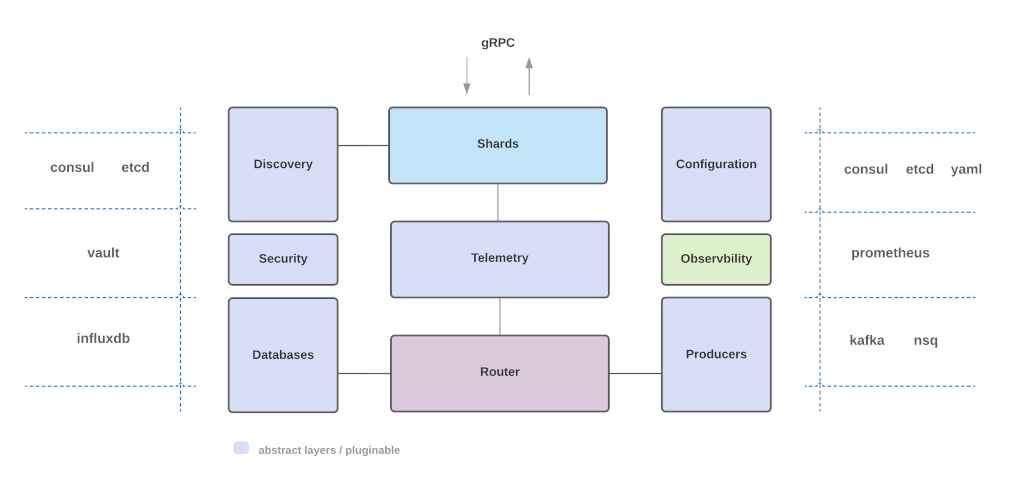 gRPC
Discovery
Shards
Configuration
consul etcd
consul etcd yaml
vault
Security
Telemetry
Observbility
prometheus
influxdb
Databases
Router
Producers
kafka nsq
abstract layers / pluginable